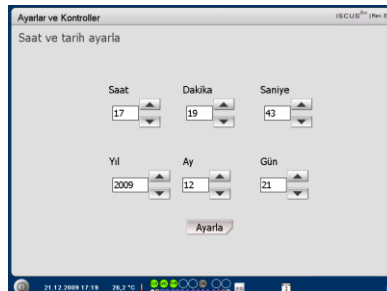 Ayarlar ve Kontroller
ISCUS
Saat ve tarih ayarla
Saat Dakika Saniye
17 19 43
Yıl Ay Gün
2009 12 21
Ayarla
21.12.2009 17:19 26,2 °C